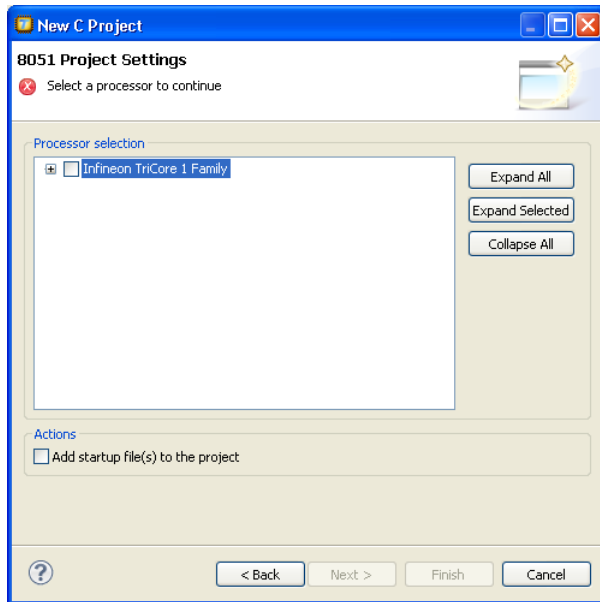 New C Project
8051 Project Settings
Select a processor to continue
Processor selection
Infineon TriCore 1 Family
Expand All
Expand Selected
Collapse All
Actions
Add startup file(s) to the project
?
< Back
Next >
Finish
Cancel